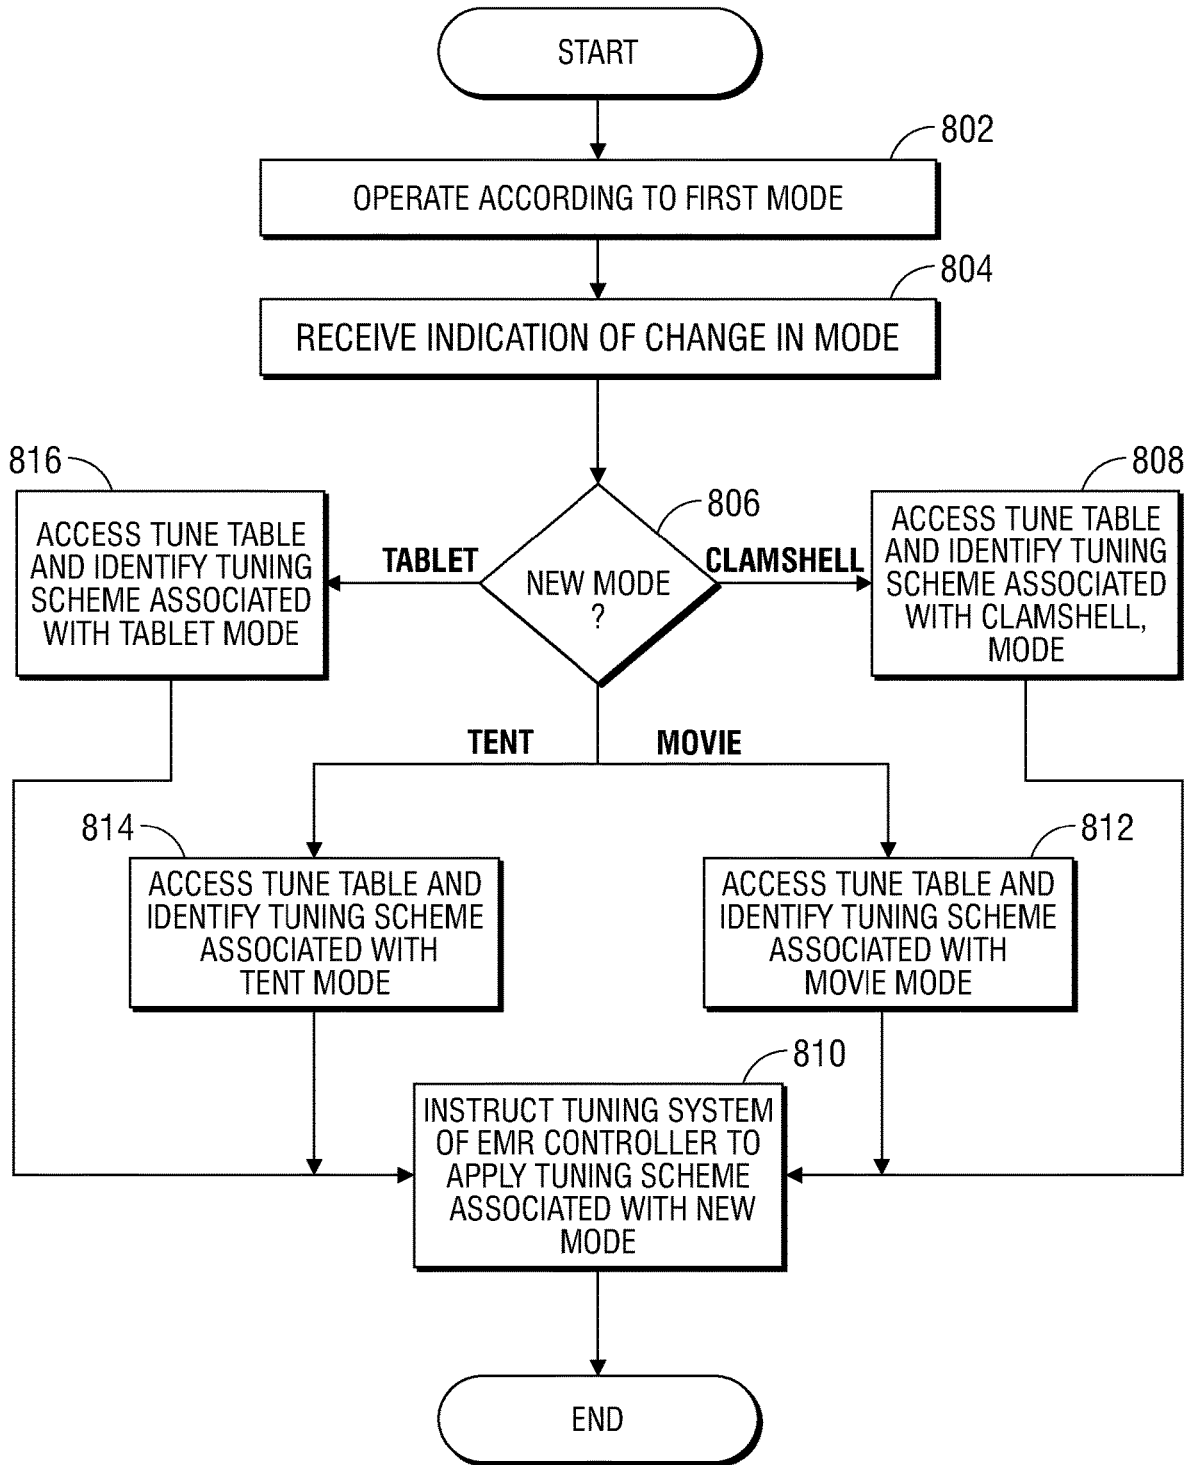 START
802
OPERATE ACCORDING TO FIRST MODE
804
RECEIVE INDICATION OF CHANGE IN MODE
816
808
806
ACCESS TUNE TABLE
AND IDENTIFY TUNING
SCHEME ASSOCIATED
WITH TABLET MODE
TABLET
NEW MODE
?
CLAMSHELL
ACCESS TUNE TABLE
AND IDENTIFY TUNING
SCHEME ASSOCIATED
WITH CLAMSHELL,
MODE
TENT
MOVIE
814
812
ACCESS TUNE TABLE AND
IDENTIFY TUNING SCHEME
ASSOCIATED WITH
TENT MODE
ACCESS TUNE TABLE AND
IDENTIFY TUNING SCHEME
ASSOCIATED WITH
MOVIE MODE
810
INSTRUCT TUNING SYSTEM
OF EMR CONTROLLER TO
APPLY TUNING SCHEME
ASSOCIATED WITH NEW
MODE
END